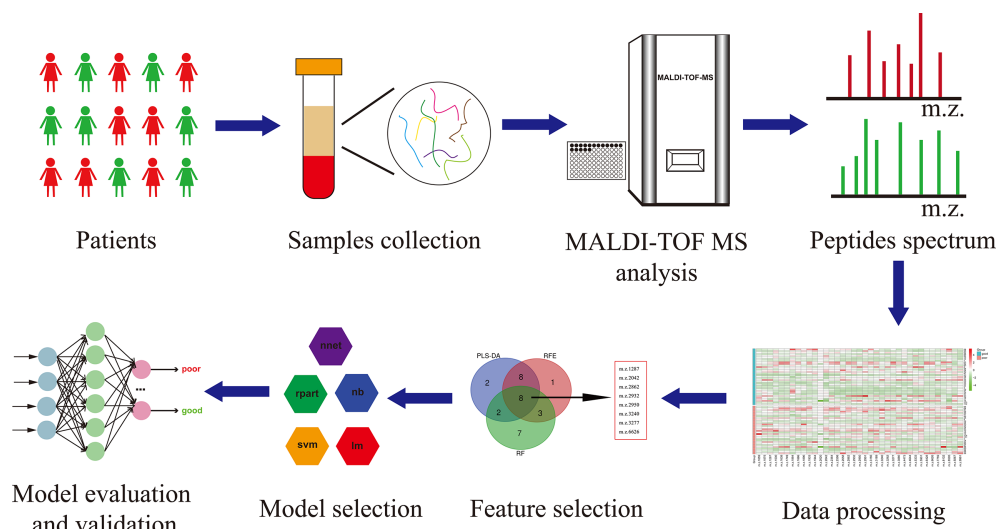 MALDI-TOF-MS
m.z.
m.z.
Patients
Samples collection
MALDI-TOF MS
analysis
Peptides spectrum
poor
...
good
nnet
rpart
nb
svm
lm
PLS-DA
RFE
2
8
1
8
2
3
7
RF
m.z.1287
m.z.2042
m.z.2862
m.z.2932
m.z.2950
m.z.3240
m.z.3277
m.z.6626
Model evaluation
and validation
Model selection
Feature selection
Data processing